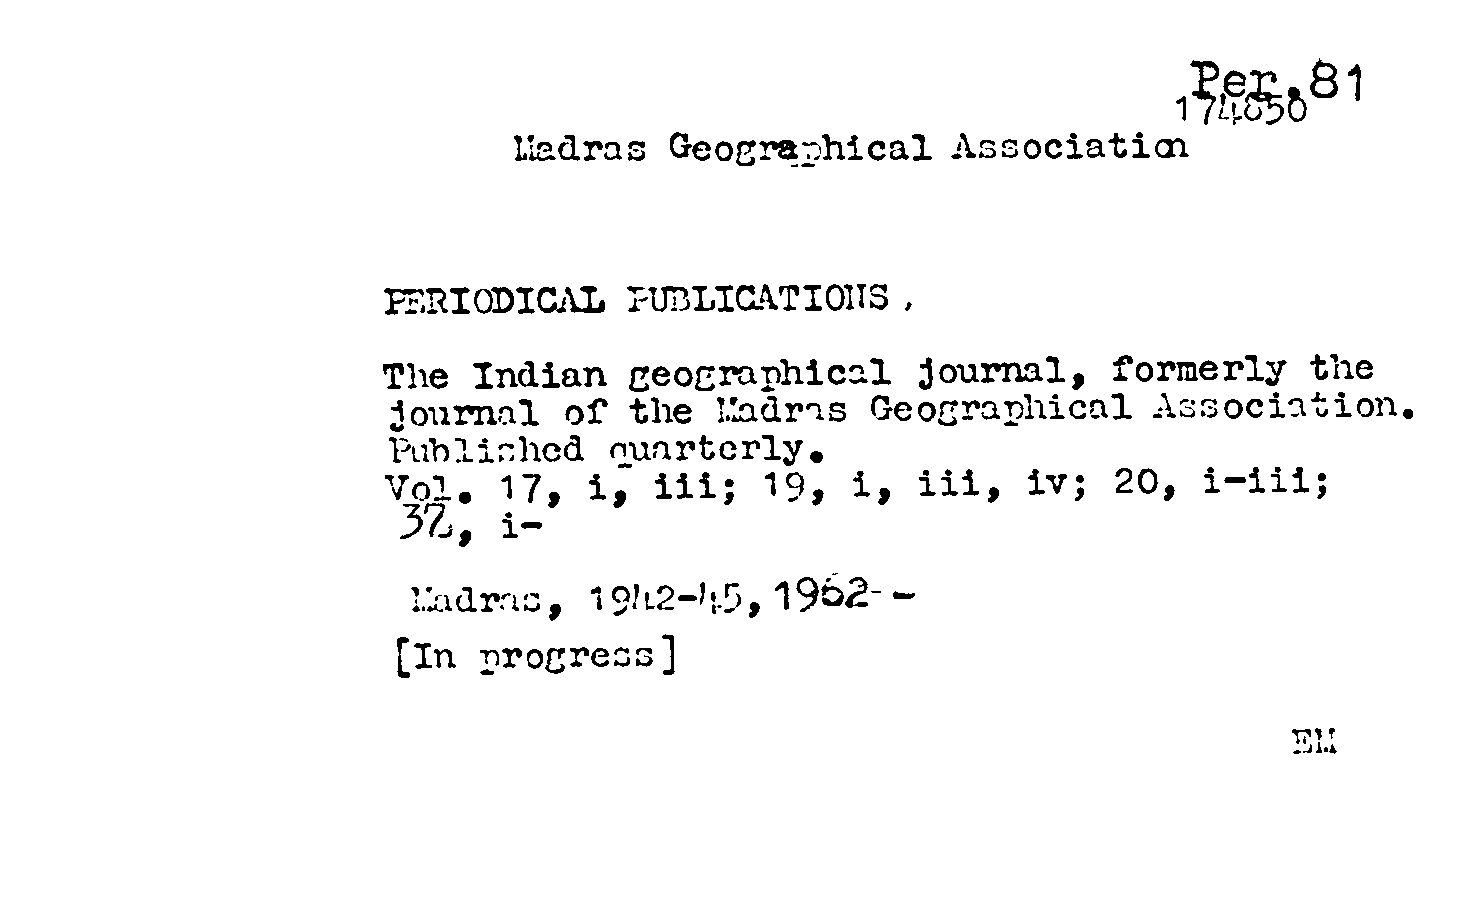 Per.81
174850
Madras Geographical Association
PERIODICAL PUBLICATIONS.
The Indian geographical journal, formerly the
journal of the Madras Geographical Association.
Published quarterly.
Vol. 17, i, iii; 19, i, iii, iv; 20, i-iii;
32, i-
Madras, 1942-45, 1962--
[In progress]
EM